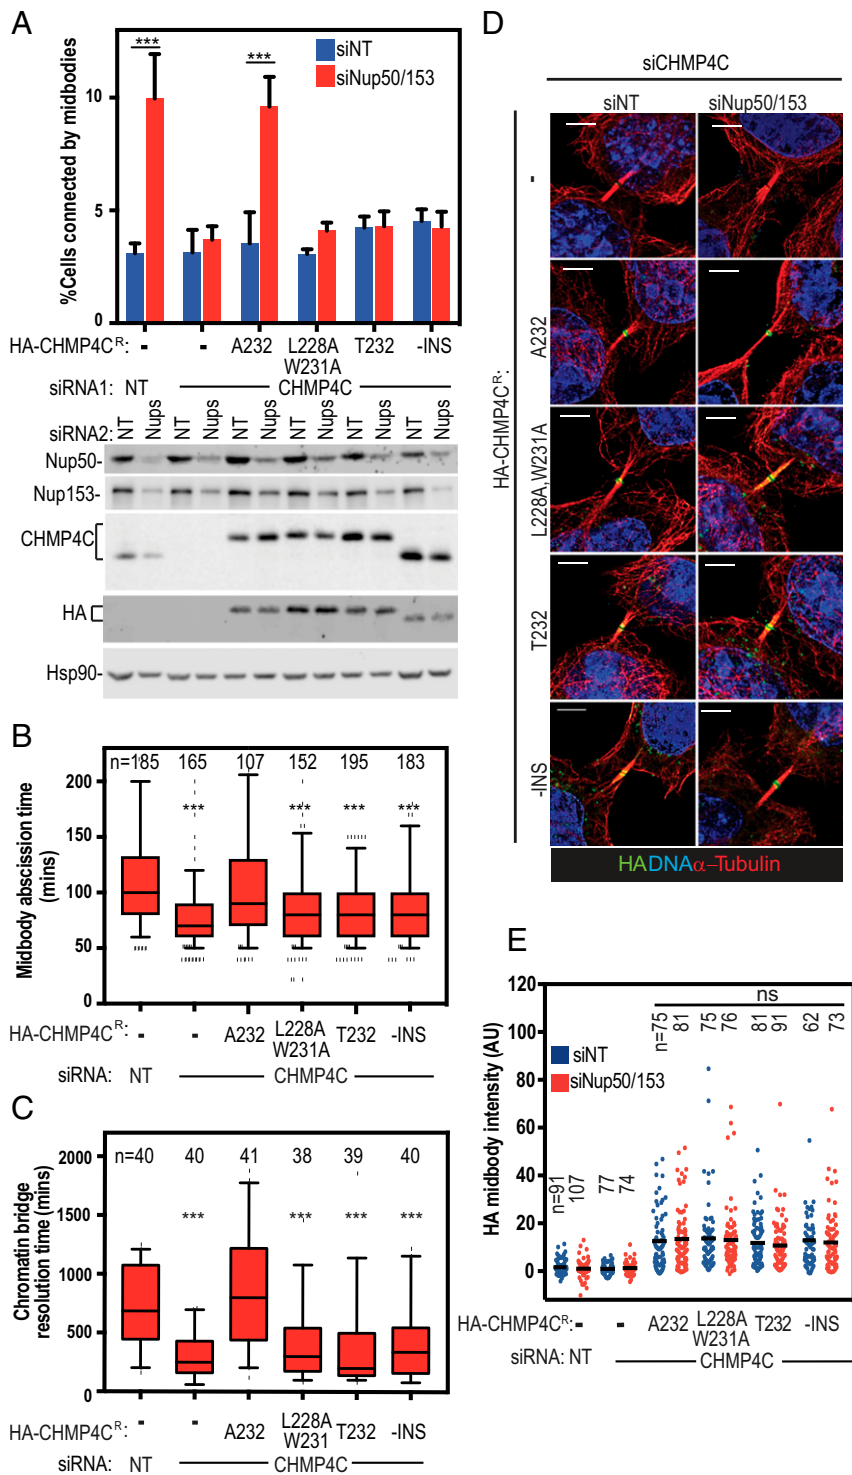 A
***
***
siNT
siNup50/153
10
5
0
%Cells connected by midbodies
HA-CHMP4C^R: - - A232 L228A W231A T232 -INS
siRNA1: NT CHMP4C
siRNA2: NT Nups NT Nups NT Nups NT Nups NT Nups NT Nups
Nup50-
Nup153-
CHMP4C
HA
Hsp90-
B
n=185 165 107 152 195 183
*** *** *** ***
200
150
100
50
0
Midbody abscission time (mins)
HA-CHMP4C^R: - - A232 L228A W231A T232 -INS
siRNA: NT CHMP4C
C
n=40 40 41 38 39 40
*** *** *** ***
2000
1500
1000
500
0
Chromatin bridge resolution time (mins)
HA-CHMP4C^R: - - A232 L228A W231 T232 -INS
siRNA: NT CHMP4C
D
siCHMP4C
siNT siNup50/153
HA-CHMP4C^R:
-
A232
L228A,W231A
T232
-INS
HA DNA α-Tubulin
E
120
100
80
60
40
20
0
HA midbody intensity (AU)
ns
n=75 81 75 76 81 91 62 73
siNT
siNup50/153
n=91 107 77 74
HA-CHMP4C^R: - - A232 L228A W231A T232 -INS
siRNA: NT CHMP4C